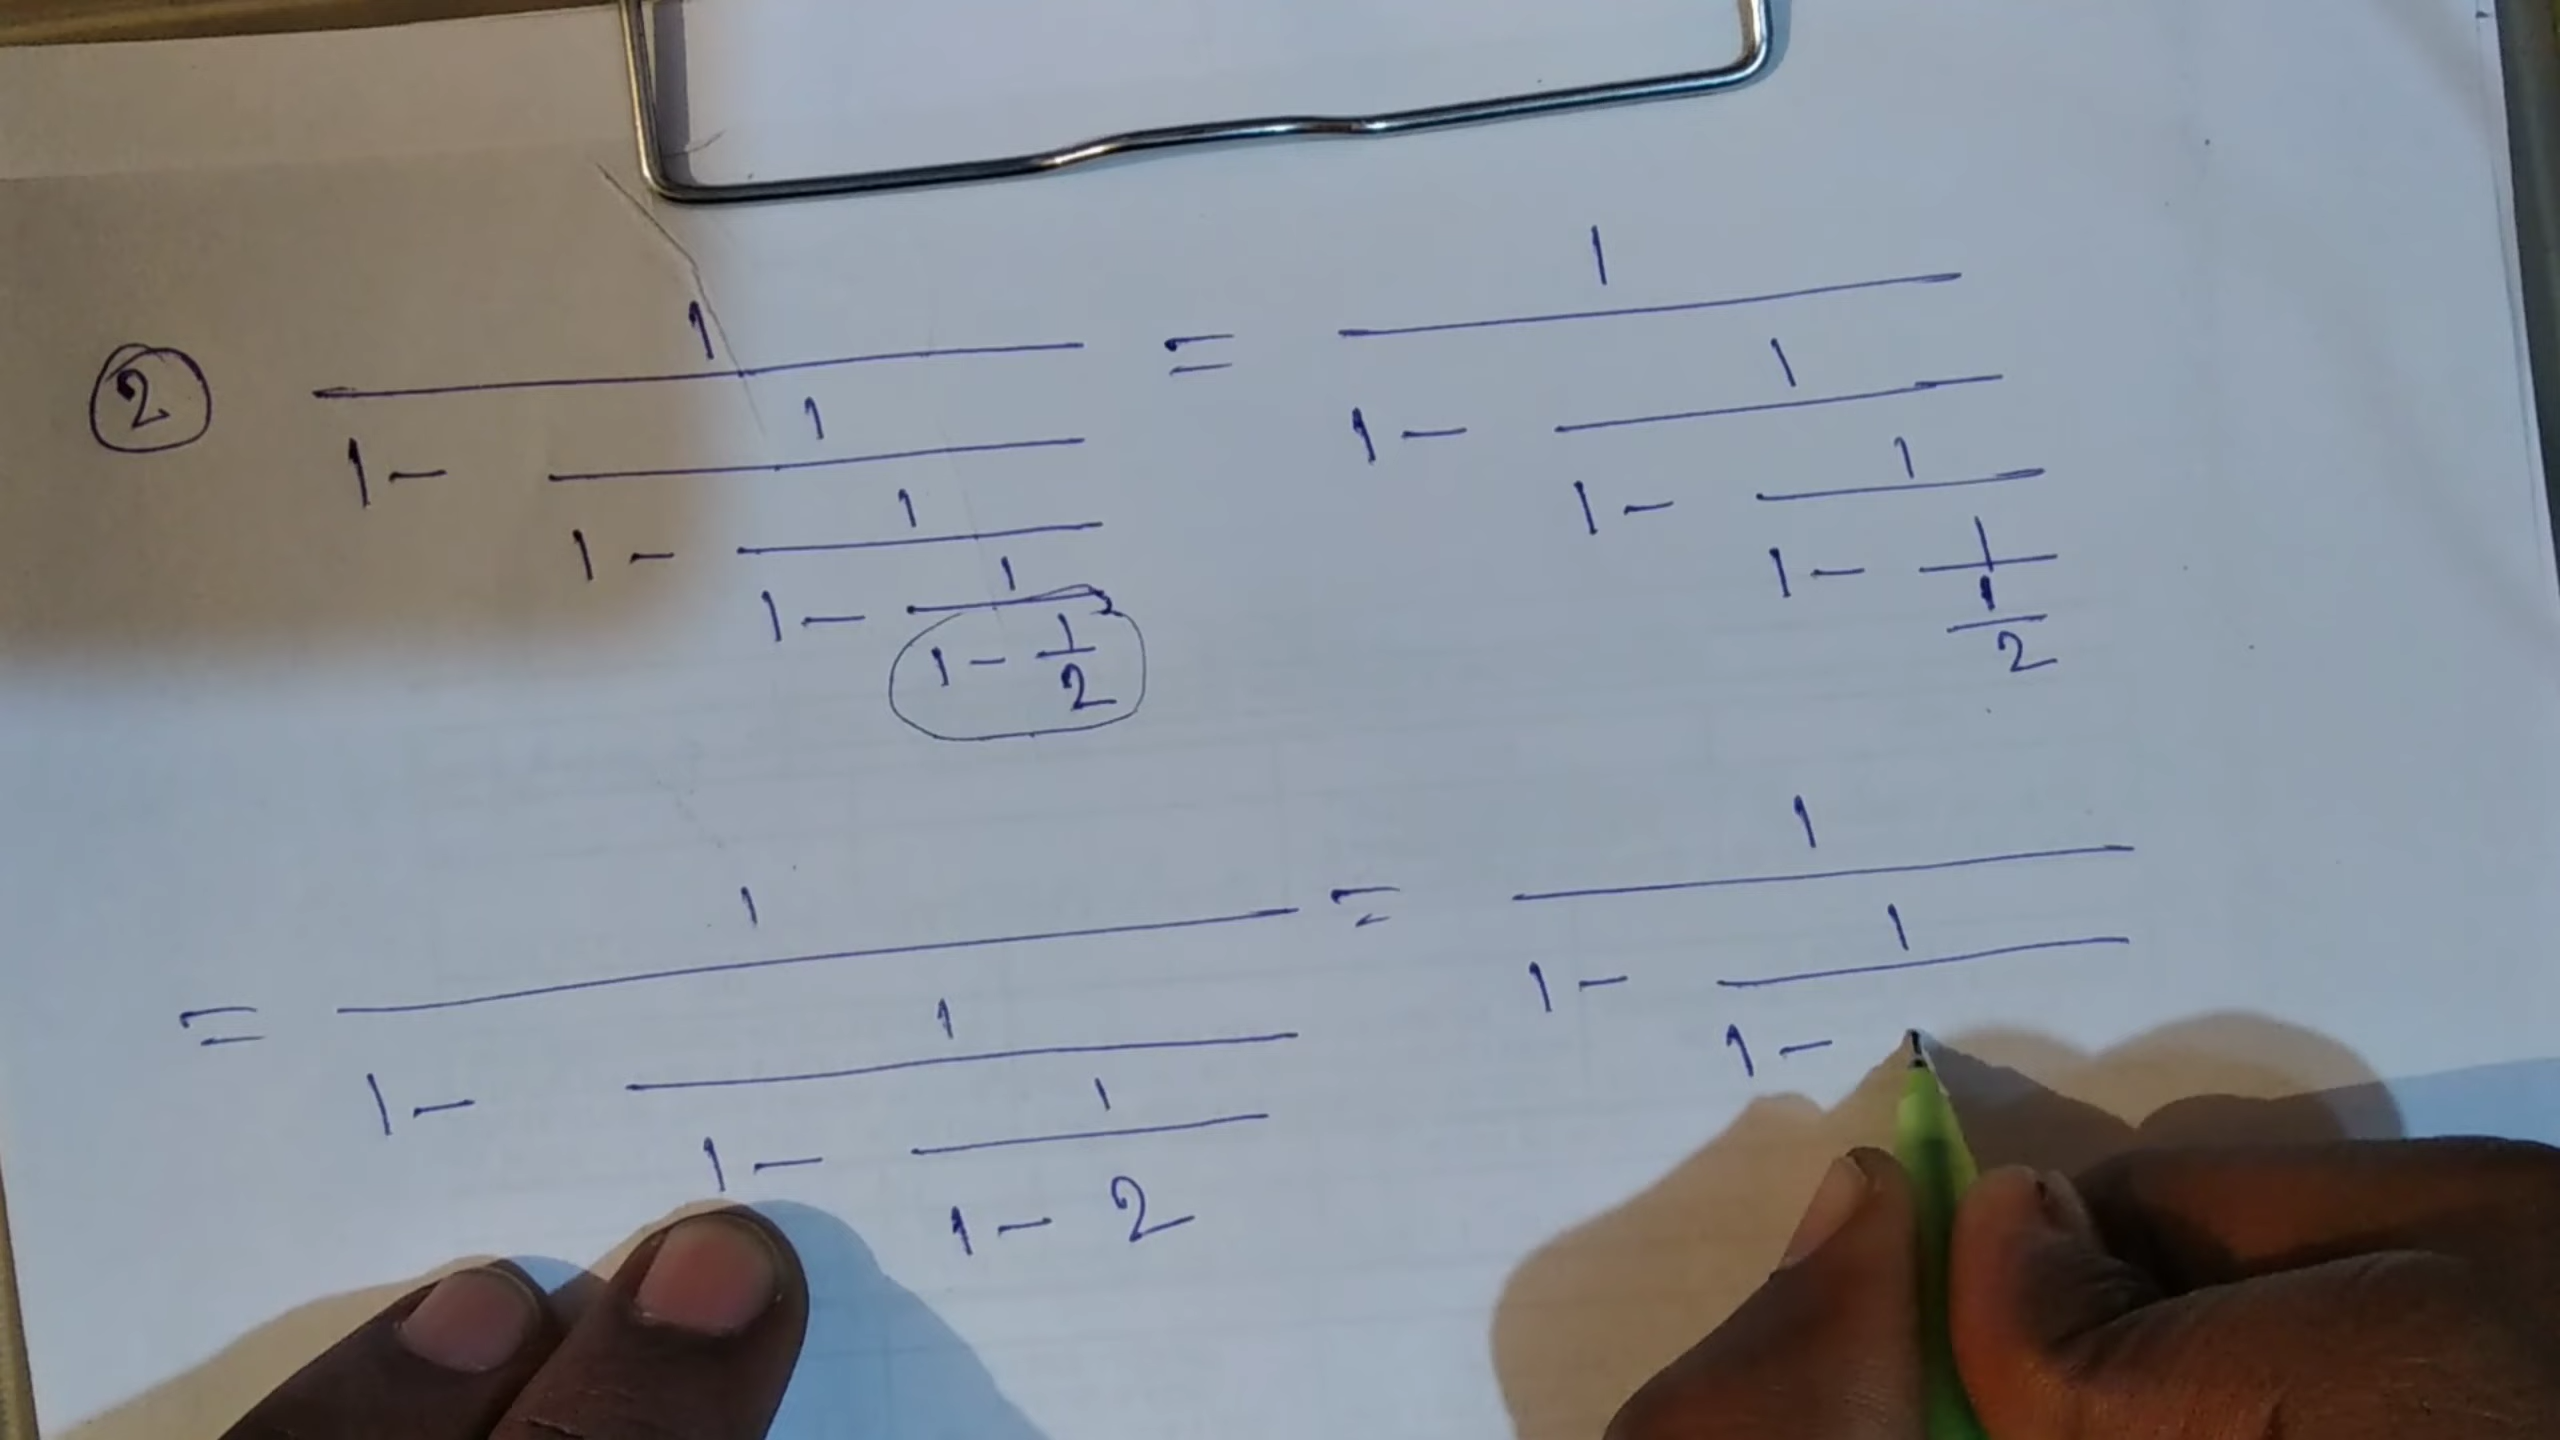 ② 1/(1 - 1/(1 - 1/(1 - 1/(1 - 1/2)))) = 1/(1 - 1/(1 - 1/(1 - 1/(1/2))))
= 1/(1 - 1/(1 - 1/(1 - 2))) = 1/(1 - 1/(1 -